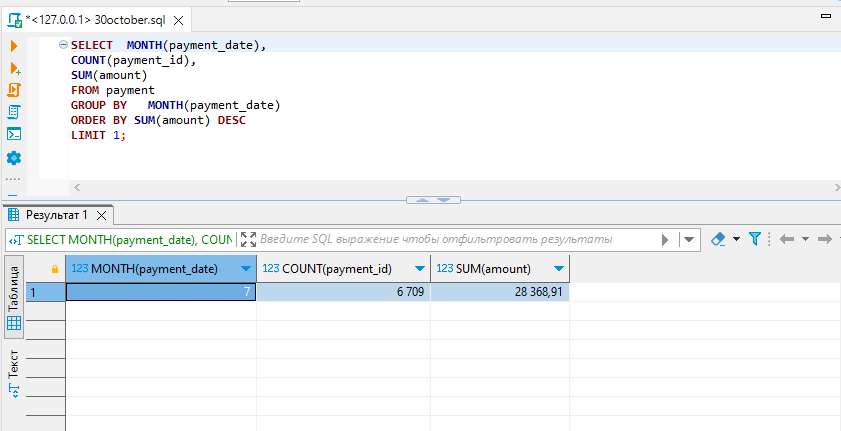 *<127.0.0.1> 30october.sql
SELECT  MONTH(payment_date),
COUNT(payment_id),
SUM(amount)
FROM payment
GROUP BY   MONTH(payment_date)
ORDER BY SUM(amount) DESC
LIMIT 1;
Результат 1
SELECT MONTH(payment_date), COUN
Введите SQL выражение чтобы отфильтровать результаты
Таблица
Текст
123 MONTH(payment_date) 123 COUNT(payment_id) 123 SUM(amount)
1 7 6 709 28 368,91